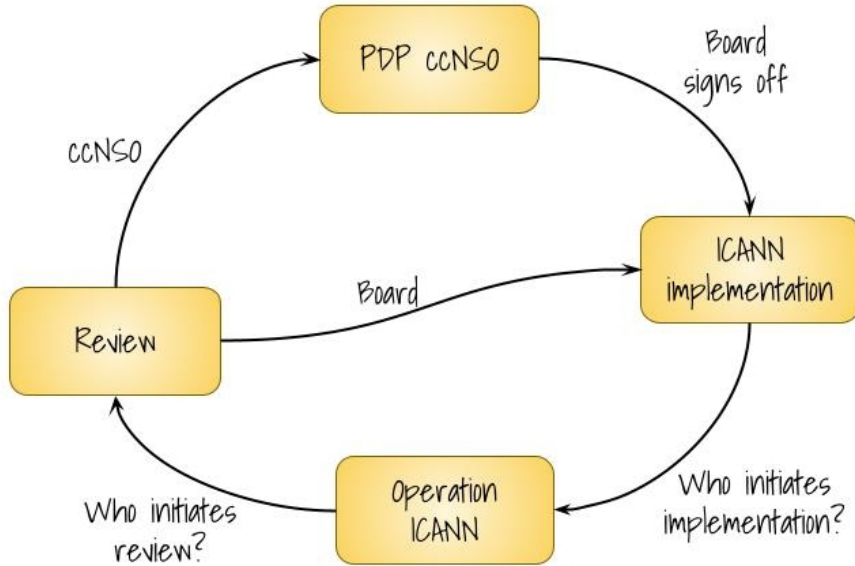 PDP ccNSO
Board
signs off
ccNSO
ICANN
implementation
Board
Review
Operation
ICANN
Who initiates
implementation?
Who initiates
review?